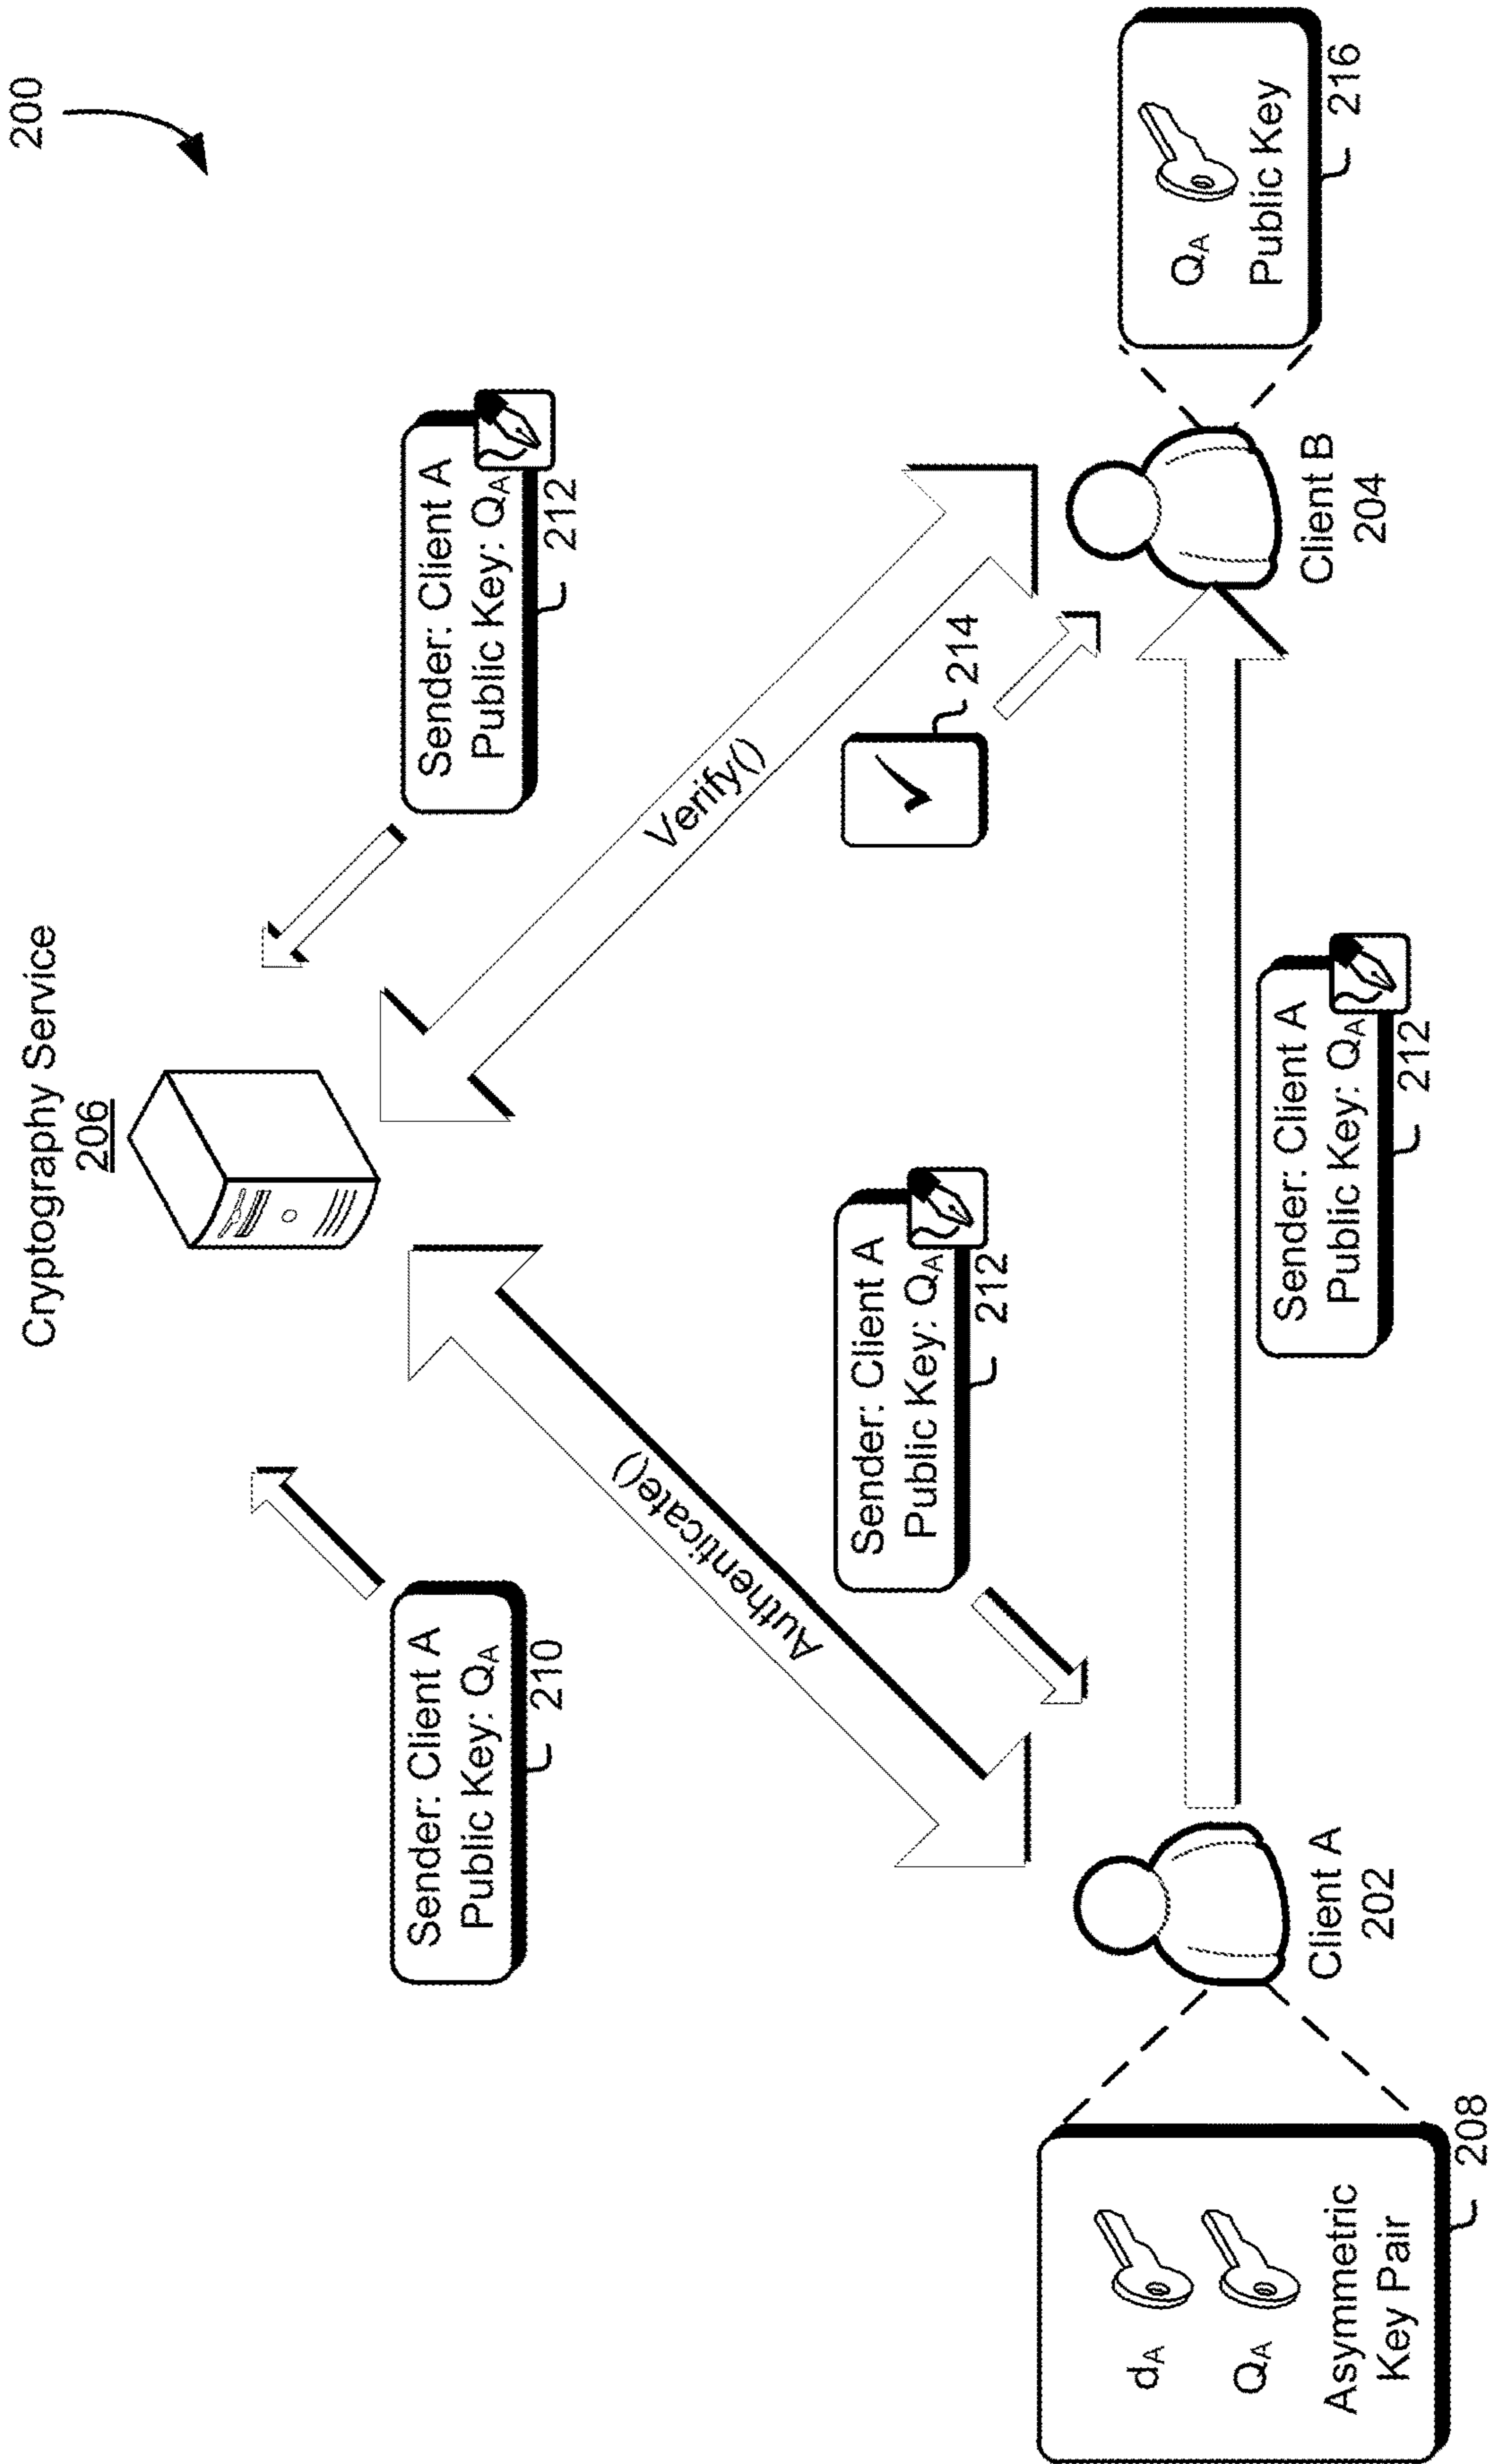 200
Cryptography Service
206
Sender: Client A
Public Key: QA
210
Sender: Client A
Public Key: QA
212
Authenticate()
Verify()
Sender: Client A
Public Key: QA
212
214
dA
QA
Asymmetric
Key Pair
208
Client A
202
Sender: Client A
Public Key: QA
212
Client B
204
QA
Public Key
216